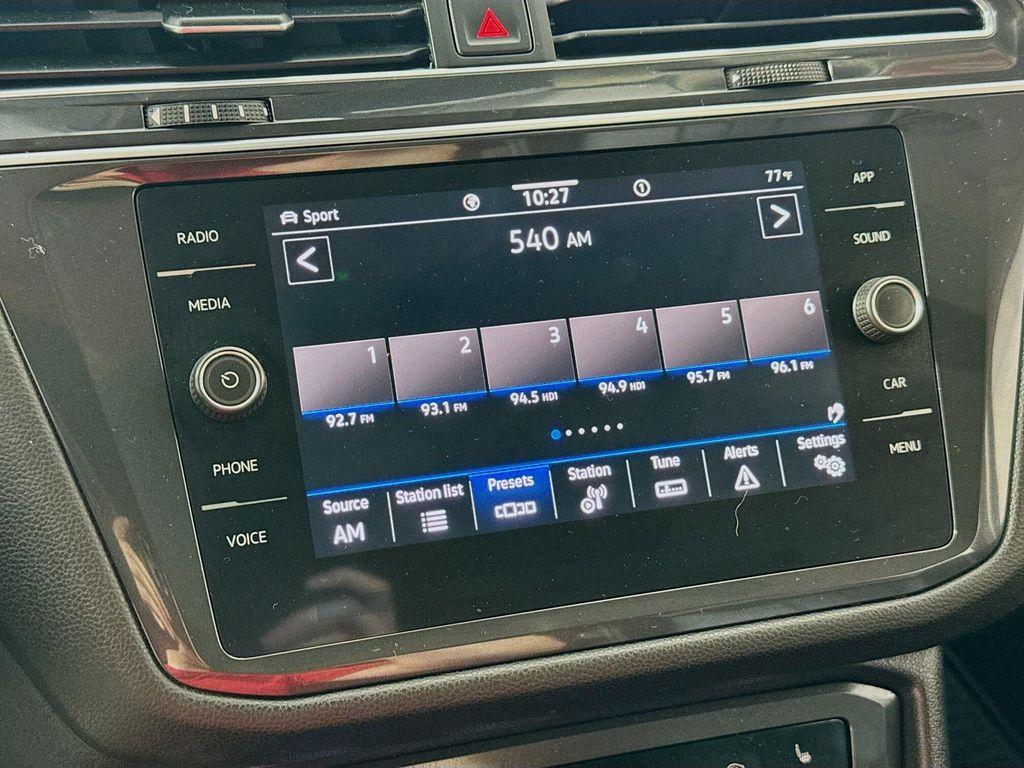 Sport 10:27 1 77°F
540 AM
1 2 3 4 5 6
92.7 FM 93.1 FM 94.5 HD1 94.9 HD1 95.7 FM 96.1 FM
Source Station list Presets Station Tune Alerts Settings
AM
RADIO
MEDIA
PHONE
VOICE
APP
SOUND
CAR
MENU